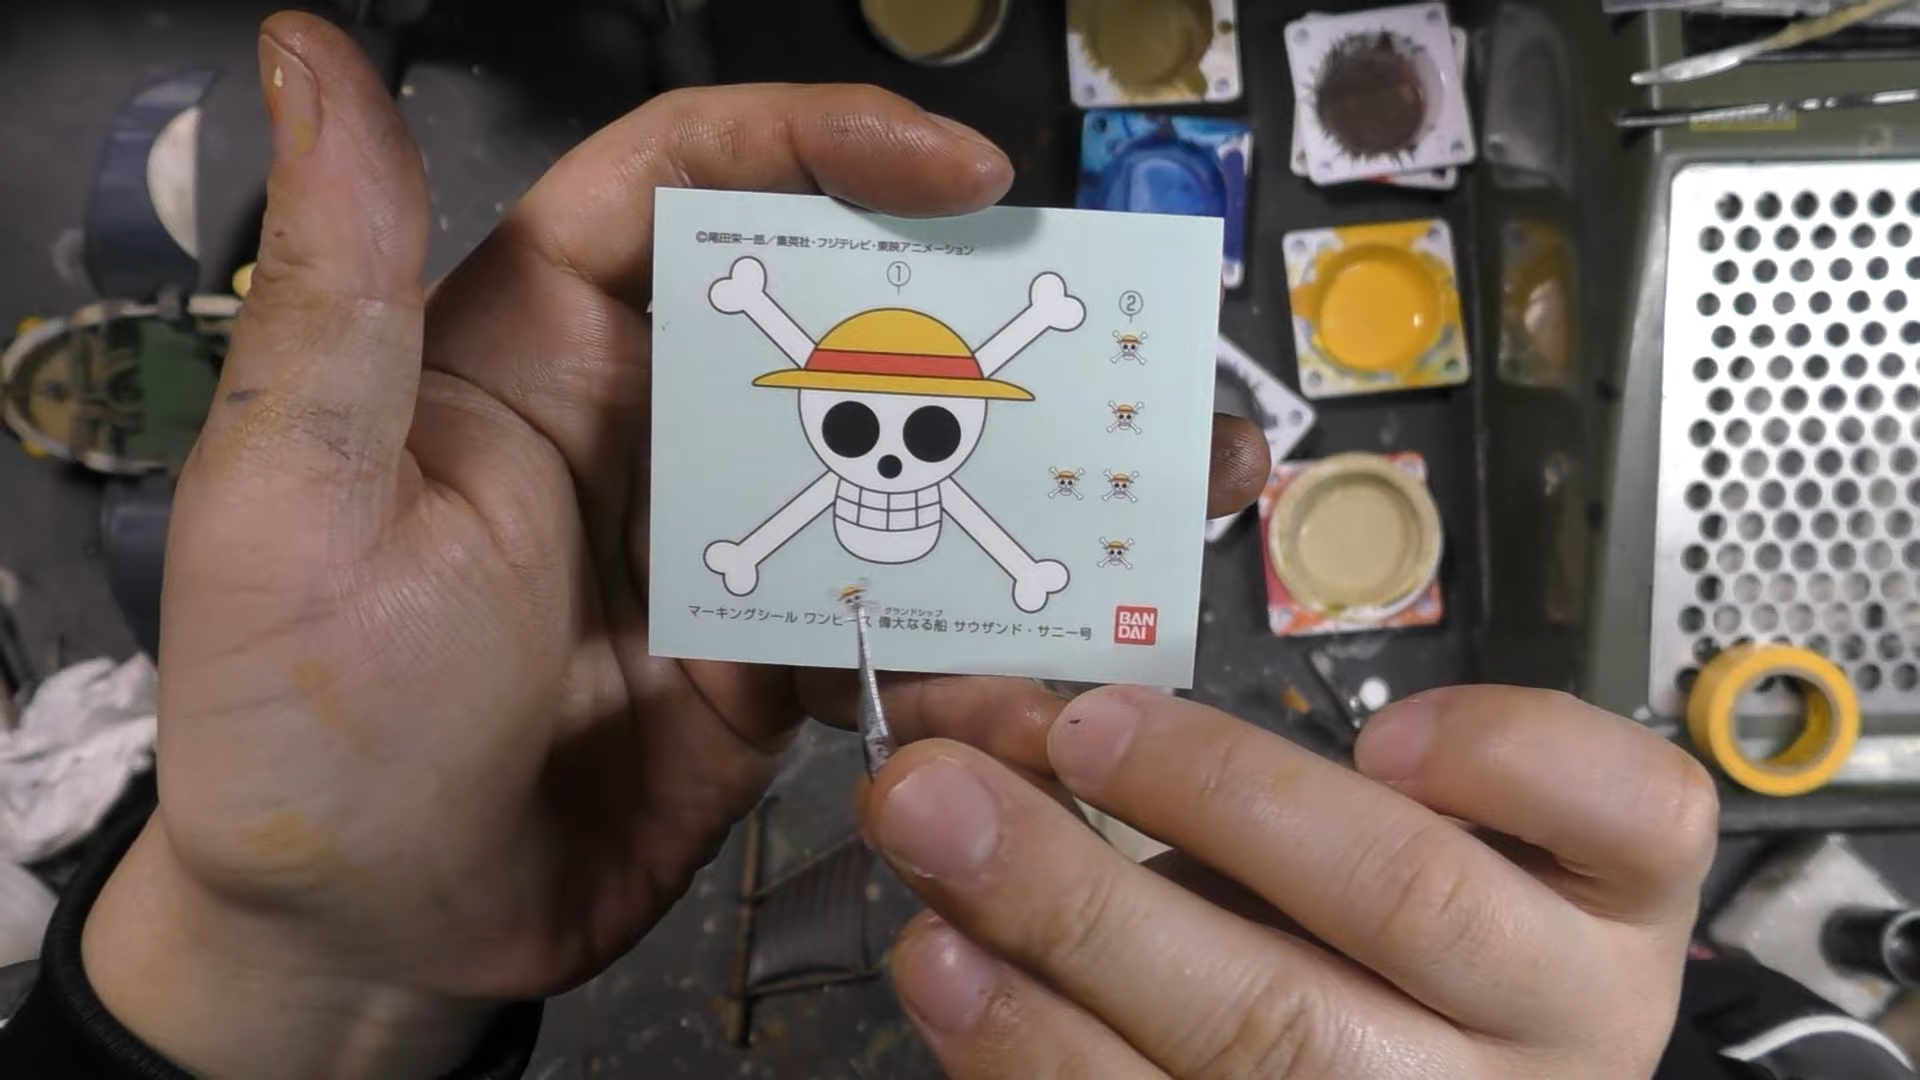 ©尾田栄一郎／集英社・フジテレビ・東映アニメーション
①
②
グランドシップ
マーキングシール ワンピース 偉大なる船 サウザンド・サニー号
BAN
DAI